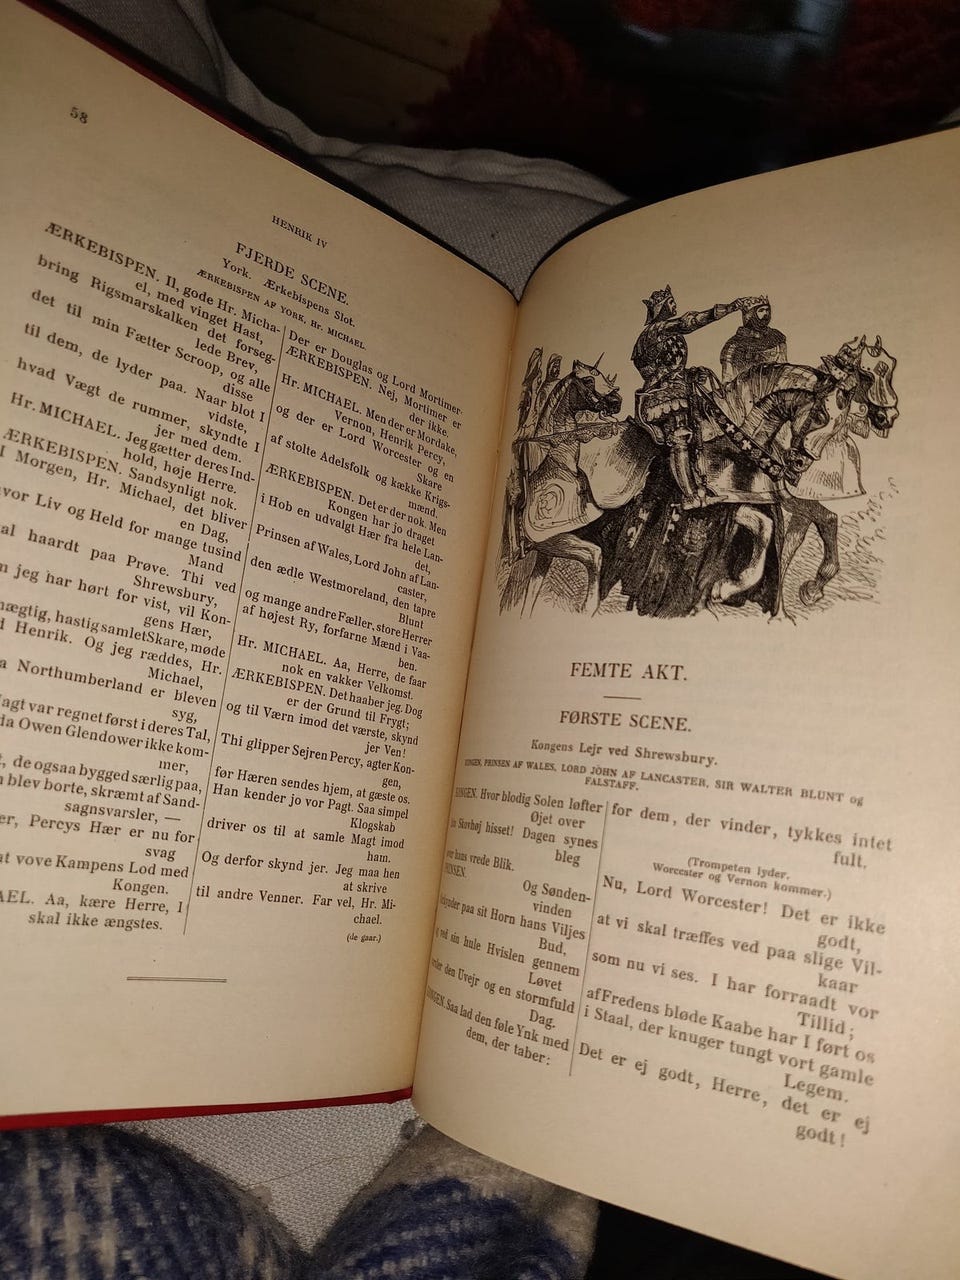 58
HENRIK IV
FJERDE SCENE.
York. Ærkebispens Slot.
ÆRKEBISPEN AF YORK, HR. MICHAEL.
ÆRKEBISPEN. Il, gode Hr. Micha-
el, med vinget Hast,
bring Rigsmarskalken det forseg-
lede Brev,
det til min Fætter Scroop, og alle
disse
til dem, de lyder paa. Naar blot I
vidste,
hvad Vægt de rummer, skyndte I
jer med dem.
Hr. MICHAEL. Jeg gætter deres Ind-
hold, høje Herre.
ÆRKEBISPEN. Sandsynligt nok.
I Morgen, Hr. Michael, det bliver
en Dag,
hvor Liv og Held for mange tusind
Mand
skal haardt paa Prøve. Thi ved
Shrewsbury,
jeg har hørt for vist, vil Kon-
gens Hær,
mægtig, hastig samlet Skare, møde
Henrik. Og jeg ræddes, Hr.
Michael,
Northumberland er bleven
syg,
Magt var regnet først i deres Tal,
da Owen Glendower ikke kom-
mer,
de ogsaa bygged særlig paa,
blev borte, skræmt af Sand-
sagnsvarsler, —
Percys Hær er nu for
svag
at vove Kampens Lod med
Kongen.
Aa, kære Herre, I
skal ikke ængstes.
Der er Douglas og Lord Mortimer.
ÆRKEBISPEN. Nej, Mortimer er
der ikke.
Hr. MICHAEL. Men der er Mordake,
Vernon, Henrik Percy,
og der er Lord Worcester og en
Skare
af stolte Adelsfolk og kække Krigs-
mænd.
ÆRKEBISPEN. Det er der nok. Men
Kongen har jo draget
i Hob en udvalgt Hær fra hele Lan-
det,
Prinsen af Wales, Lord John af Lan-
caster,
den ædle Westmoreland, den tapre
Blunt
og mange andre Fæller, store Herrer
af højest Ry, forfarne Mænd i Vaa-
ben.
Hr. MICHAEL. Aa, Herre, de faar
nok en vakker Velkomst.
ÆRKEBISPEN. Det haaber jeg. Dog
er der Grund til Frygt;
og til Værn imod det værste, skynd
jer Ven!
Thi glipper Sejren Percy, agter Kon-
gen,
før Hæren sendes hjem, at gæste os.
Han kender jo vor Pagt. Saa simpel
Klogskab
driver os til at samle Magt imod
ham.
Og derfor skynd jer. Jeg maa hen
at skrive
til andre Venner. Far vel, Hr. Mi-
chael.
(de gaar.)
FEMTE AKT.
FØRSTE SCENE.
Kongens Lejr ved Shrewsbury.
KONGEN, PRINSEN AF WALES, LORD JOHN AF LANCASTER, SIR WALTER BLUNT og
FALSTAFF.
KONGEN. Hvor blodig Solen løfter
Øjet over
Skovhøj hisset! Dagen synes
bleg
over hans vrede Blik.
PRINSEN.
Og Sønden-
vinden
forkynder paa sit Horn hans Viljes
Bud,
og ved sin hule Hvislen gennem
Løvet
den Uvejr og en stormfuld
Dag.
KONGEN. Saa lad den føle Ynk med
dem, der taber:
for dem, der vinder, tykkes intet
fult.
(Trompeten lyder.
Worcester og Vernon kommer.)
Nu, Lord Worcester! Det er ikke
godt,
at vi skal træffes ved paa slige Vil-
kaar
som nu vi ses. I har forraadt vor
Tillid;
af Fredens bløde Kaabe har I ført os
i Staal, der knuger tungt vort gamle
Legem.
Det er ej godt, Herre, det er ej
godt!